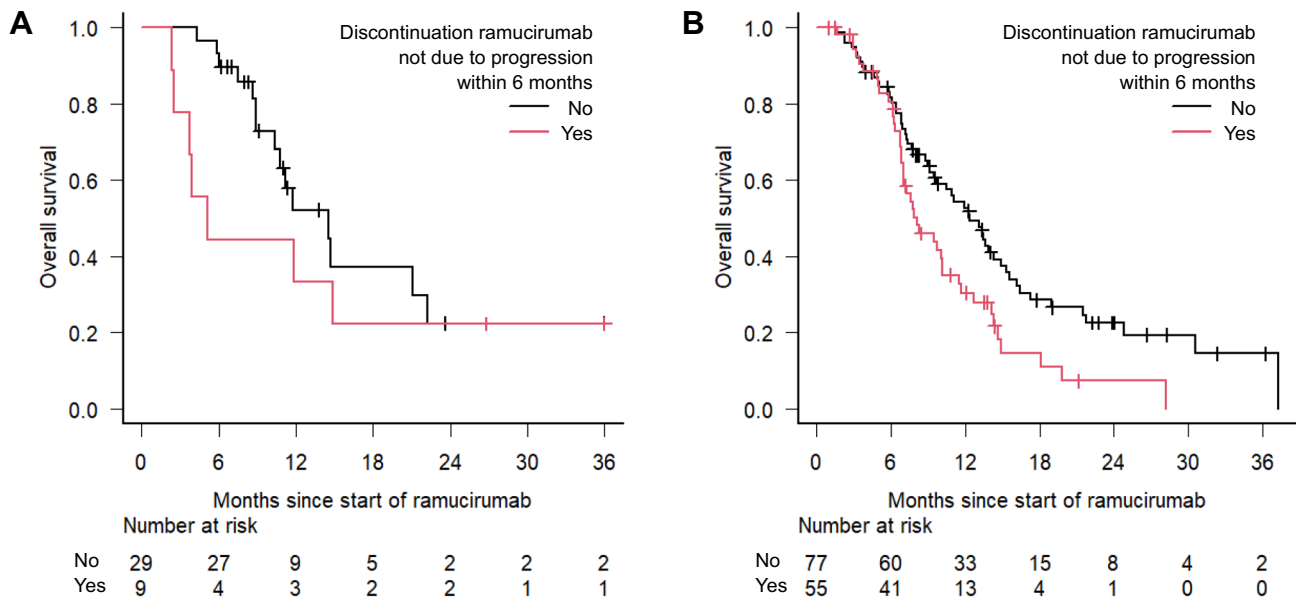 A
Discontinuation ramucirumab
not due to progression
within 6 months
No
Yes
Overall survival
1.0
0.8
0.6
0.4
0.2
0.0
0 6 12 18 24 30 36
Months since start of ramucirumab
Number at risk
No 29 27 9 5 2 2 2
Yes 9 4 3 2 2 1 1
B
Discontinuation ramucirumab
not due to progression
within 6 months
No
Yes
Overall survival
1.0
0.8
0.6
0.4
0.2
0.0
0 6 12 18 24 30 36
Months since start of ramucirumab
Number at risk
No 77 60 33 15 8 4 2
Yes 55 41 13 4 1 0 0